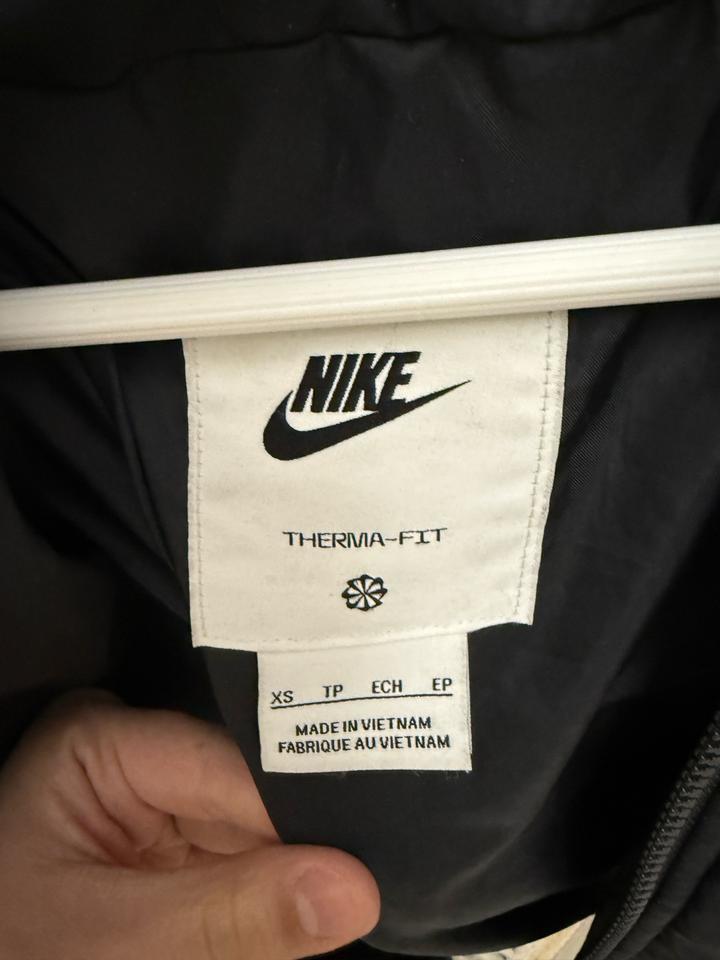 NIKE
THERMA-FIT
XS TP ECH EP
MADE IN VIETNAM
FABRIQUE AU VIETNAM